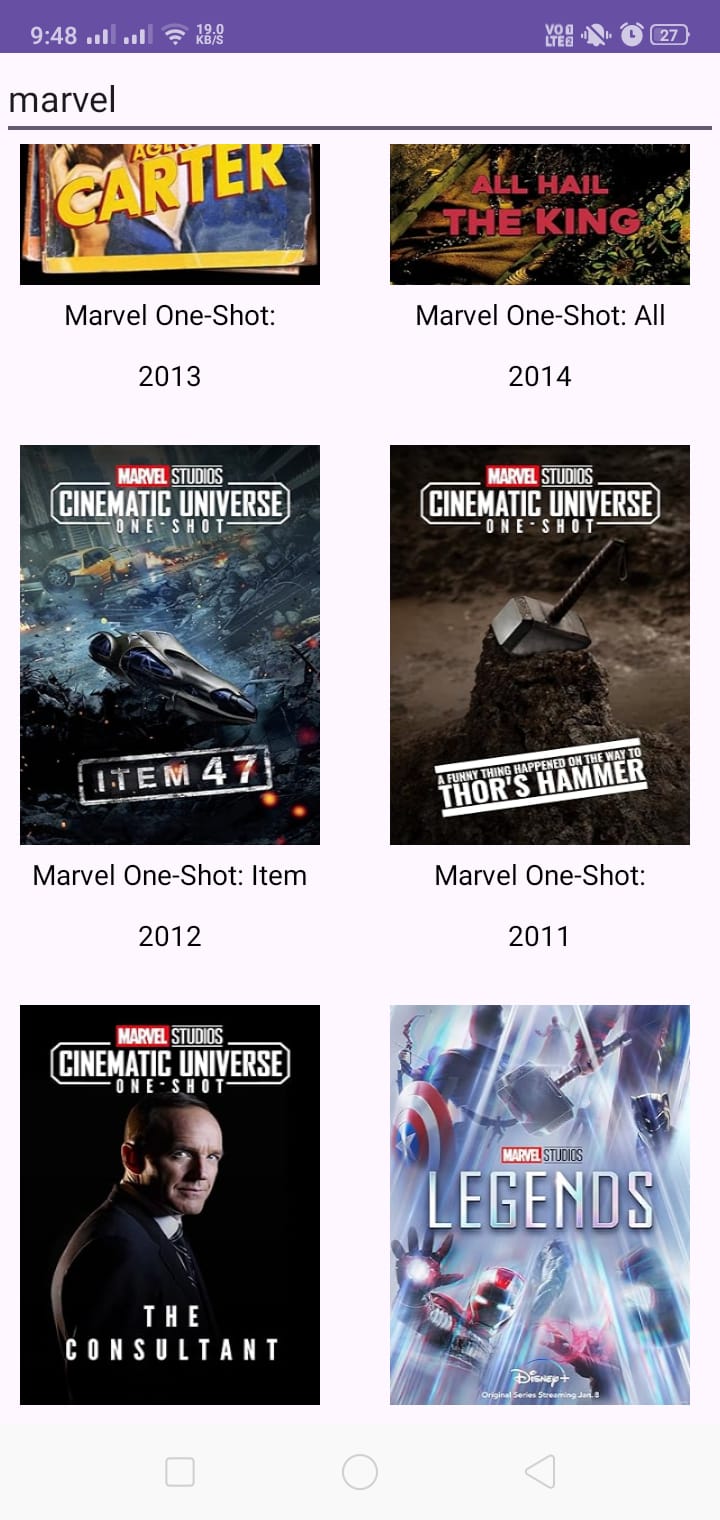 9:48 19.0 KB/S VO LTE 1 2 27
marvel
CARTER
ALL HAIL
THE KING
Marvel One-Shot:
Marvel One-Shot: All
2013
2014
MARVEL STUDIOS
CINEMATIC UNIVERSE
ONE-SHOT
ITEM 47
MARVEL STUDIOS
CINEMATIC UNIVERSE
ONE-SHOT
A FUNNY THING HAPPENED ON THE WAY TO
THOR'S HAMMER
Marvel One-Shot: Item
Marvel One-Shot:
2012
2011
MARVEL STUDIOS
CINEMATIC UNIVERSE
ONE-SHOT
THE
CONSULTANT
MARVEL STUDIOS
LEGENDS
Disney+
Original Series Streaming Jan. 8